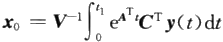 x₀ = V⁻¹∫₀^{t₁} e^{Aᵀt}Cᵀ y(t)dt